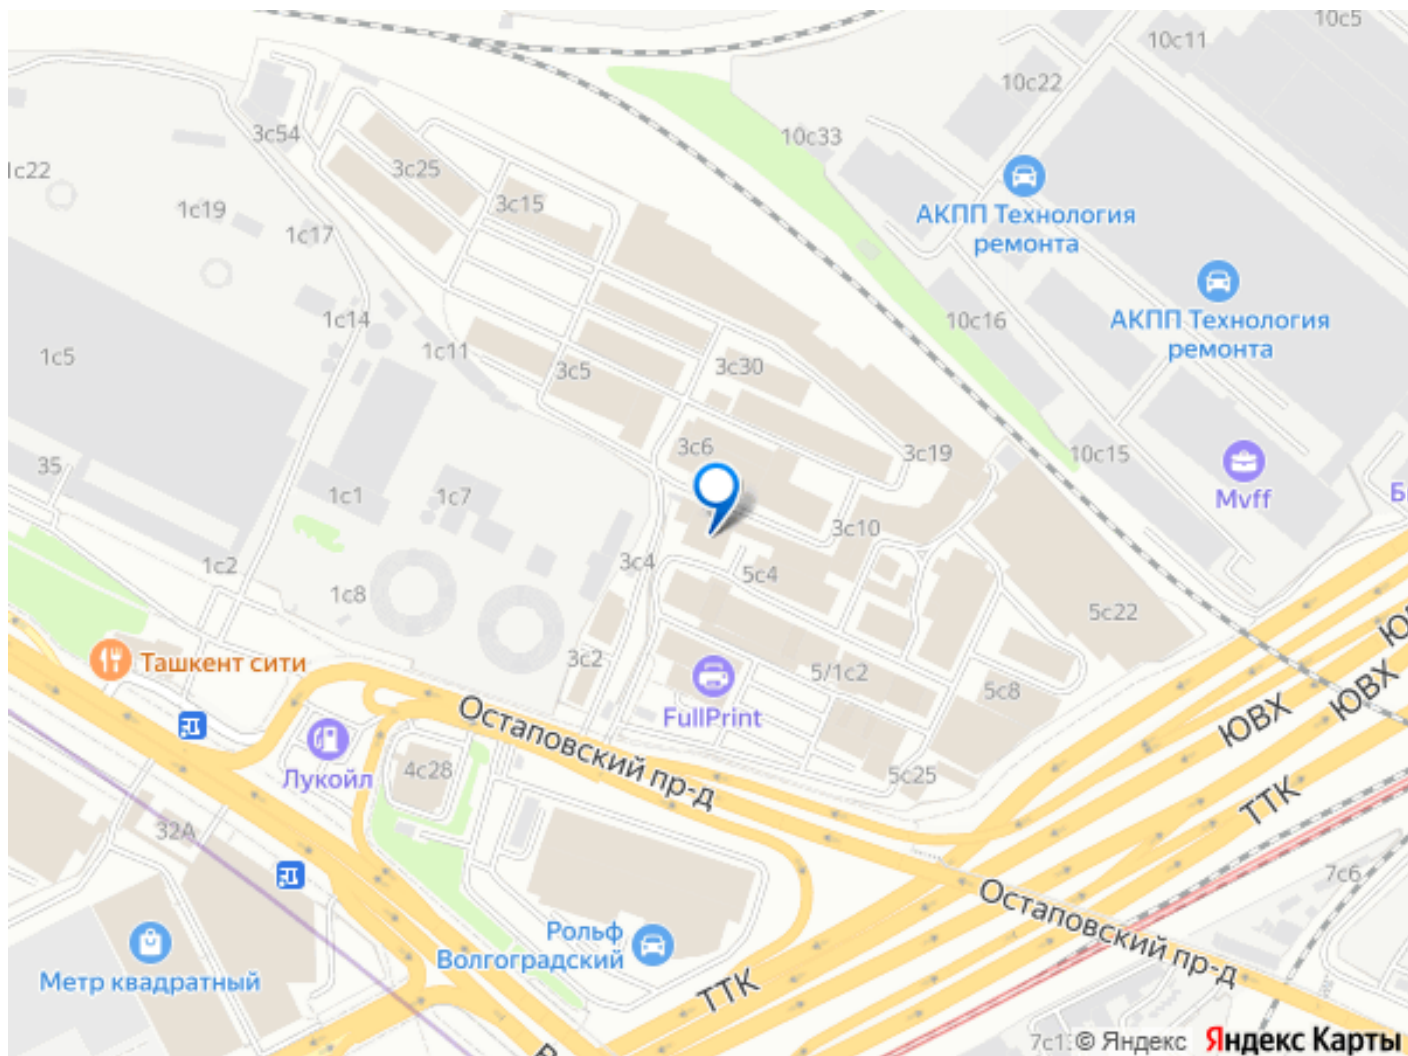 10с5
10с11
10с22
3с54
10с33
1с22
3с25
3с15
1с19
1с17
АКПП Технология
ремонта
АКПП Технология
ремонта
1с14
10с16
1с5
1с11
3с5
3с30
3с6
3с19
10с15
35
1с1
1с7
Mvff
3с10
1с2
3с4
5с4
1с8
5с22
Ташкент сити
3с2
5/1с2
5с8
FullPrint
Остаповский пр-д
ЮВХ
ЮВХ
Лукойл
4с28
5с25
ТТК
32А
7с6
Остаповский пр-д
Рольф
Волгоградский
Метр квадратный
ТТК
© Яндекс
Яндекс Карты